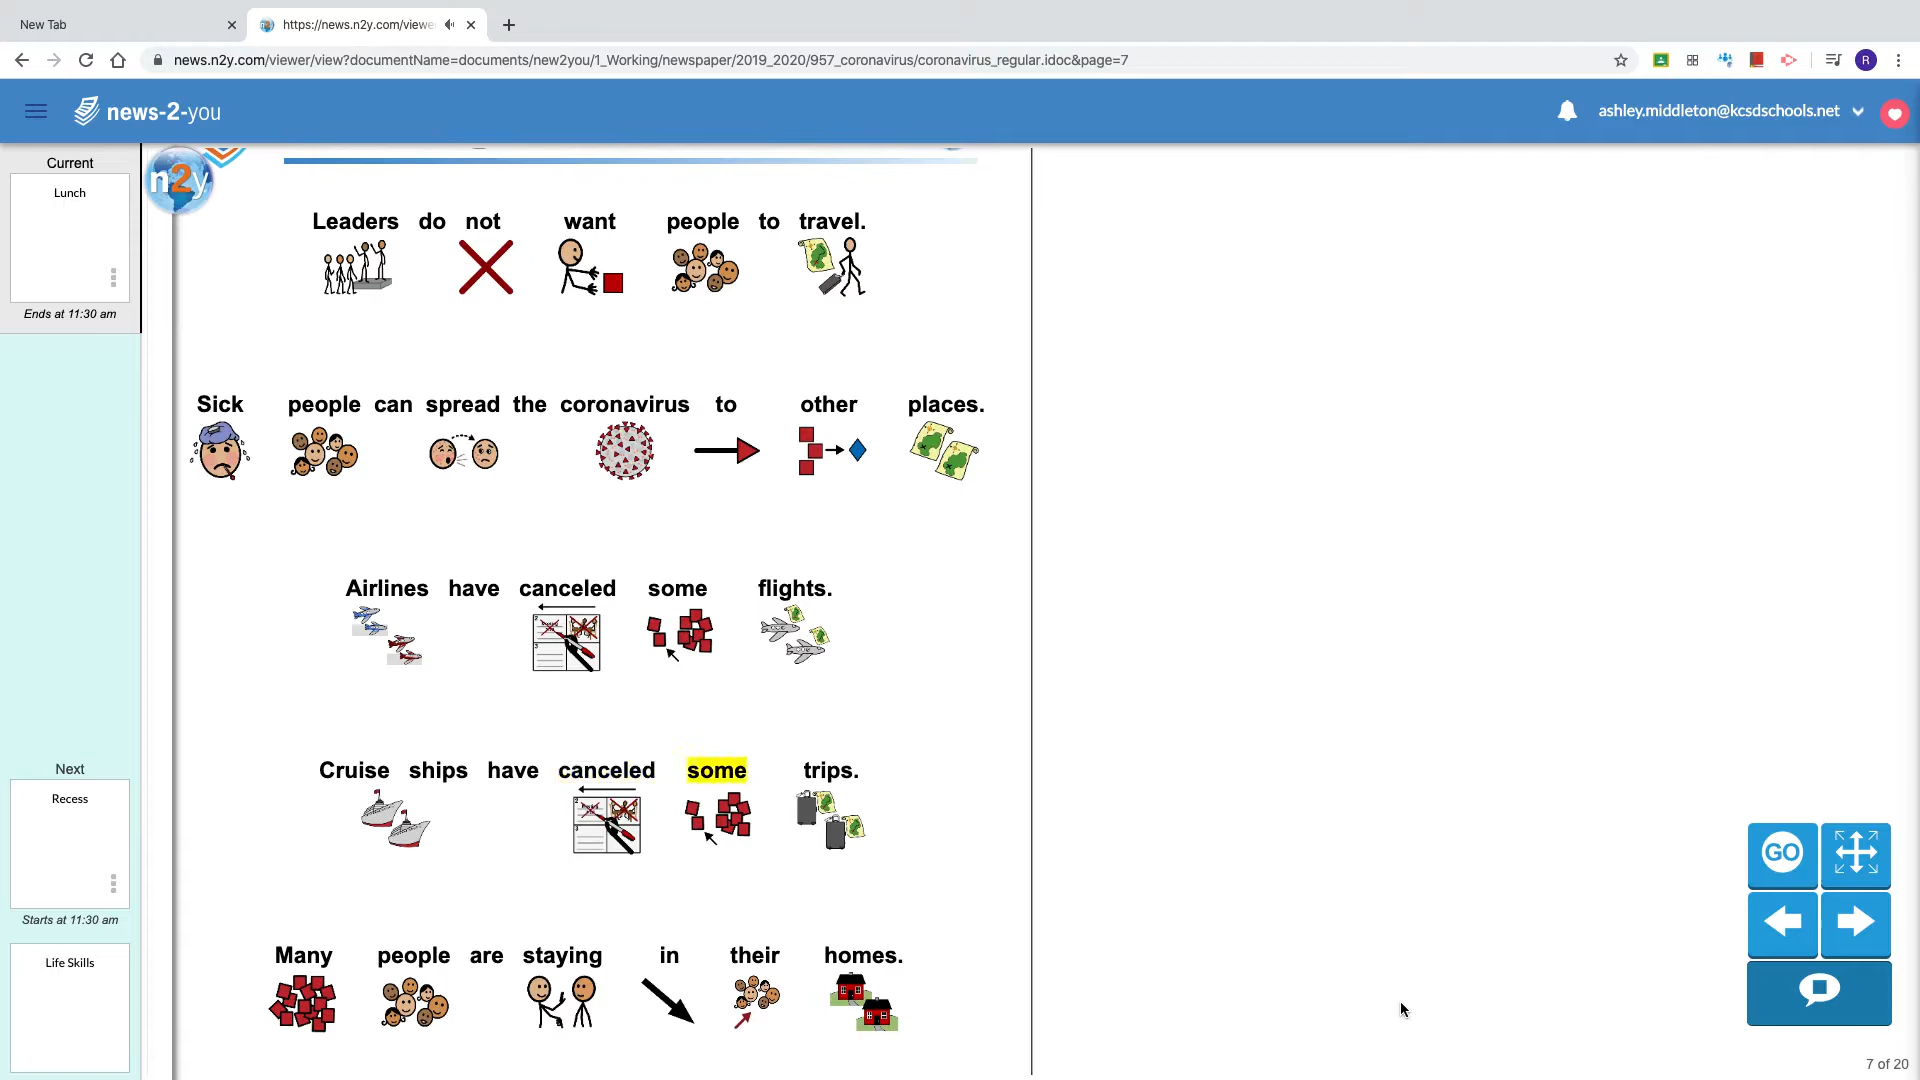 New Tab
https://news.n2y.com/viewe
news.n2y.com/viewer/view?documentName=documents/new2you/1_Working/newspaper/2019_2020/957_coronavirus/coronavirus_regular.idoc&page=7
R
news-2-you
ashley.middleton@kcsdschools.net
Current
Lunch
Ends at 11:30 am
n2y
Leaders do not want people to travel.
Sick people can spread the coronavirus to other places.
Airlines have canceled some flights.
Cruise ships have canceled some trips.
Many people are staying in their homes.
Next
Recess
Starts at 11:30 am
Life Skills
GO
7 of 20